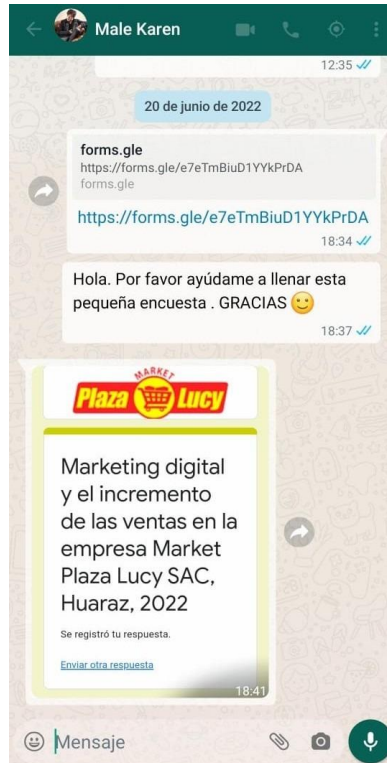 Male Karen
12:35
20 de junio de 2022
forms.gle
https://forms.gle/e7eTmBiuD1YYkPrDA
forms.gle
https://forms.gle/e7eTmBiuD1YYkPrDA
18:34
Hola. Por favor ayúdame a llenar esta
pequeña encuesta . GRACIAS 🙂
18:37
MARKET
Plaza Lucy
Marketing digital
y el incremento
de las ventas en la
empresa Market
Plaza Lucy SAC,
Huaraz, 2022
Se registró tu respuesta.
Enviar otra respuesta
18:41
Mensaje